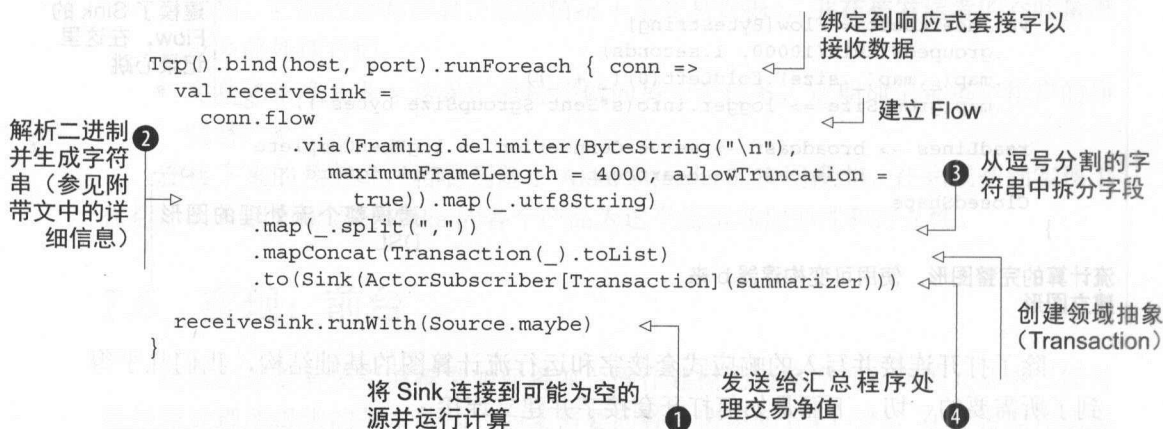 绑定到响应式套接字以
接收数据
Tcp().bind(host, port).runForeach { conn =>
val receiveSink =
conn.flow
建立 Flow
.via(Framing.delimiter(ByteString("\n")
maximumFrameLength = 4000, allowTruncation =
true)).map(_.utf8String)
.map(_.split(","))
.mapConcat(Transaction(_).toList)
.to(Sink(ActorSubscriber[Transaction](summarizer)))
receiveSink.runWith(Source.maybe)
}
解析二进制
并生成字符
串（参见附
带文中的详
细信息）
❷
❸
从逗号分割的字
符串中拆分字段
创建领域抽象
（Transaction）
将 Sink 连接到可能为空的
源并运行计算
❶
发送给汇总程序处
理交易净值
❹